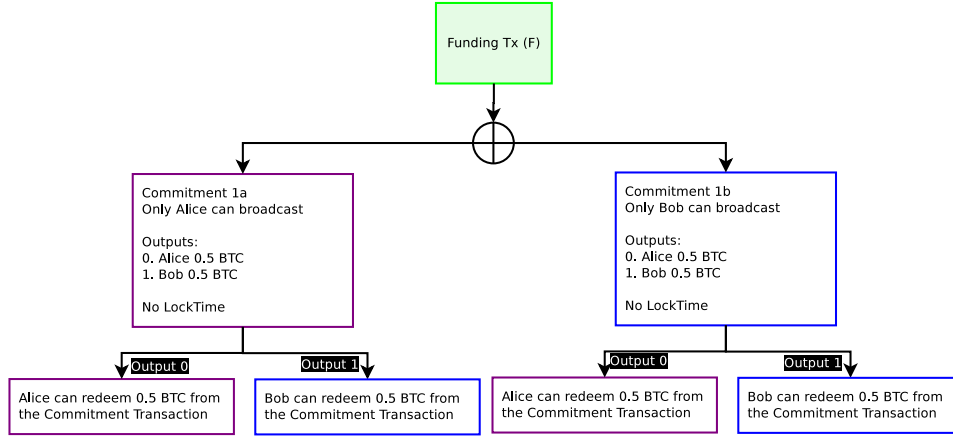 Funding Tx (F)
Commitment 1a
Only Alice can broadcast
Outputs:
0. Alice 0.5 BTC
1. Bob 0.5 BTC
No LockTime
Commitment 1b
Only Bob can broadcast
Outputs:
0. Alice 0.5 BTC
1. Bob 0.5 BTC
No LockTime
Output 0
Output 1
Output 0
Output 1
Alice can redeem 0.5 BTC from
the Commitment Transaction
Bob can redeem 0.5 BTC from
the Commitment Transaction
Alice can redeem 0.5 BTC from
the Commitment Transaction
Bob can redeem 0.5 BTC from
the Commitment Transaction